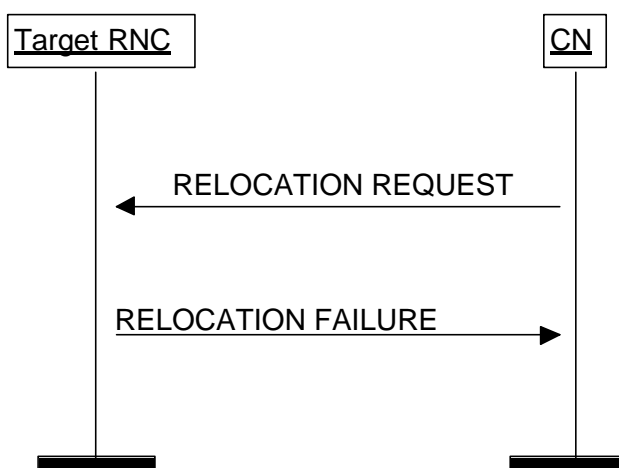 Target RNC
CN
RELOCATION REQUEST
RELOCATION FAILURE